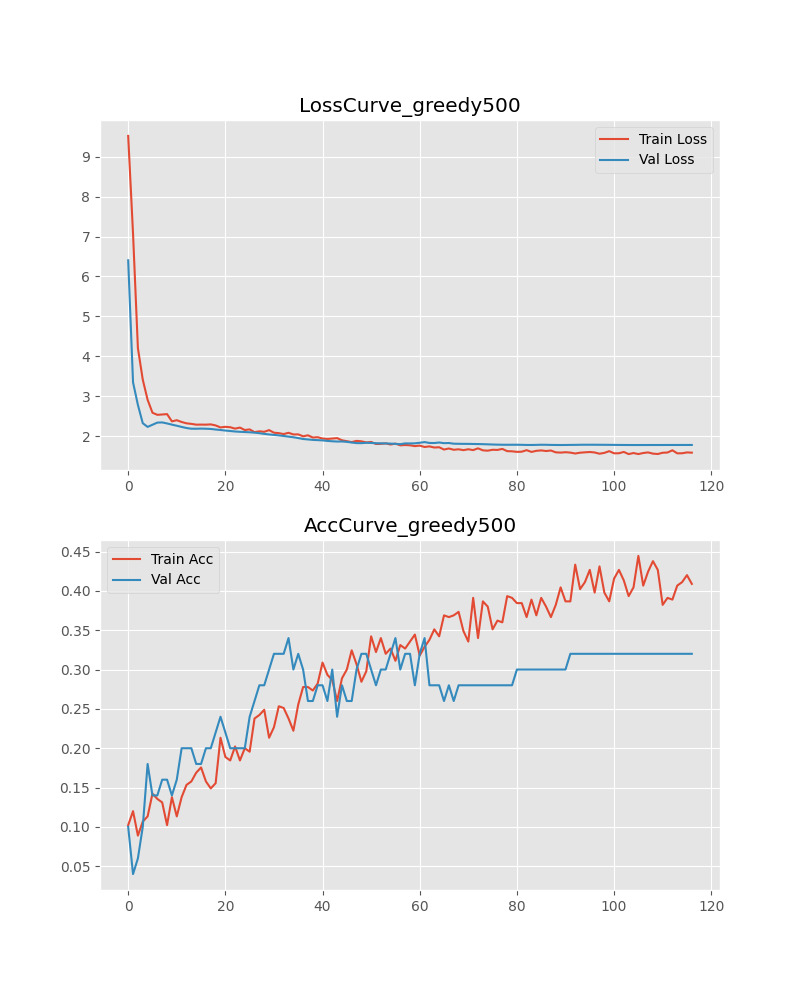 LossCurve_greedy500
Train Loss
Val Loss
9
8
7
6
5
4
3
2
0 20 40 60 80 100 120
AccCurve_greedy500
Train Acc
Val Acc
0.45
0.40
0.35
0.30
0.25
0.20
0.15
0.10
0.05
0 20 40 60 80 100 120